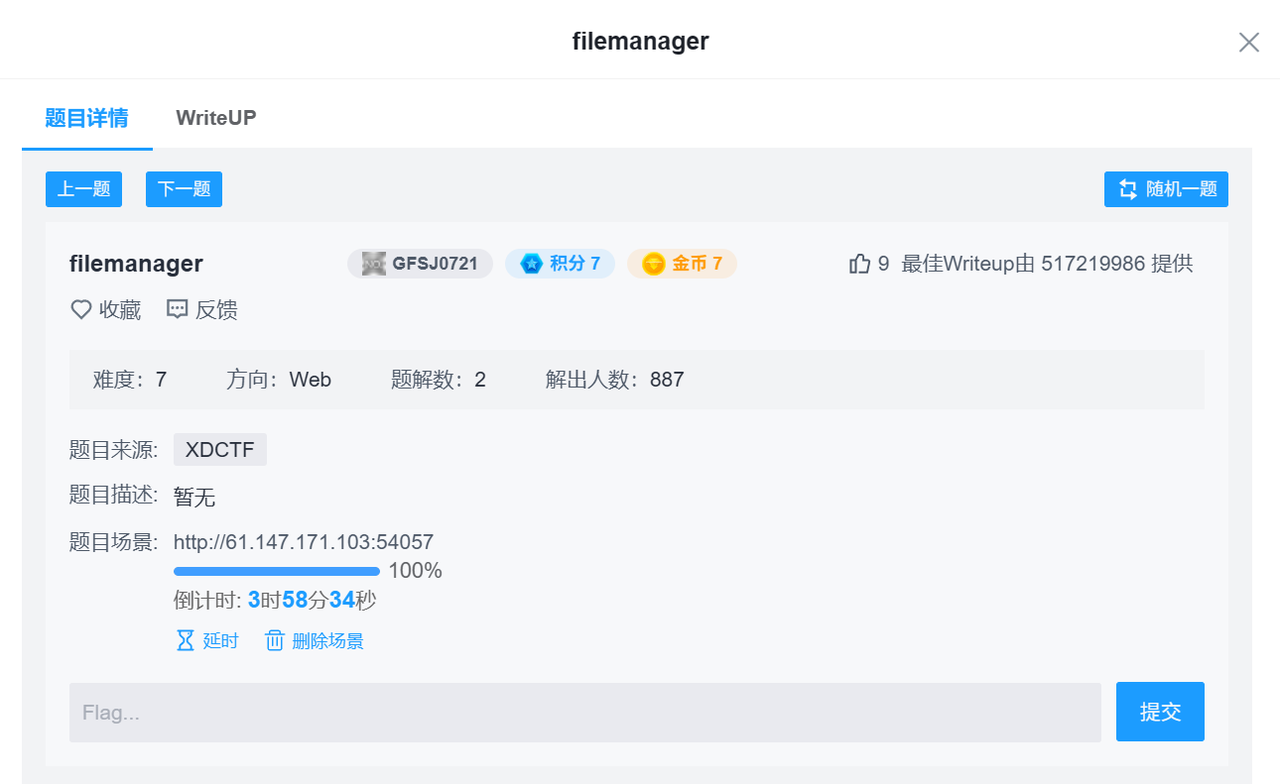 filemanager
题目详情 WriteUP
上一题 下一题 随机一题
filemanager GFSJ0721 积分 7 金币 7 9 最佳Writeup由 517219986 提供
收藏 反馈
难度：7 方向：Web 题解数：2 解出人数：887
题目来源: XDCTF
题目描述: 暂无
题目场景: http://61.147.171.103:54057
100%
倒计时: 3时58分34秒
延时 删除场景
Flag... 提交